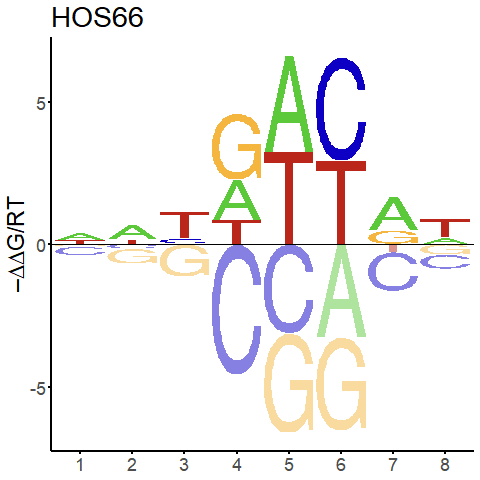 HOS66
−ΔΔG/RT
5
0
-5
A A T G A C A T
T T C A T T G A
C G A T C A T G
G G C G G C C
1 2 3 4 5 6 7 8